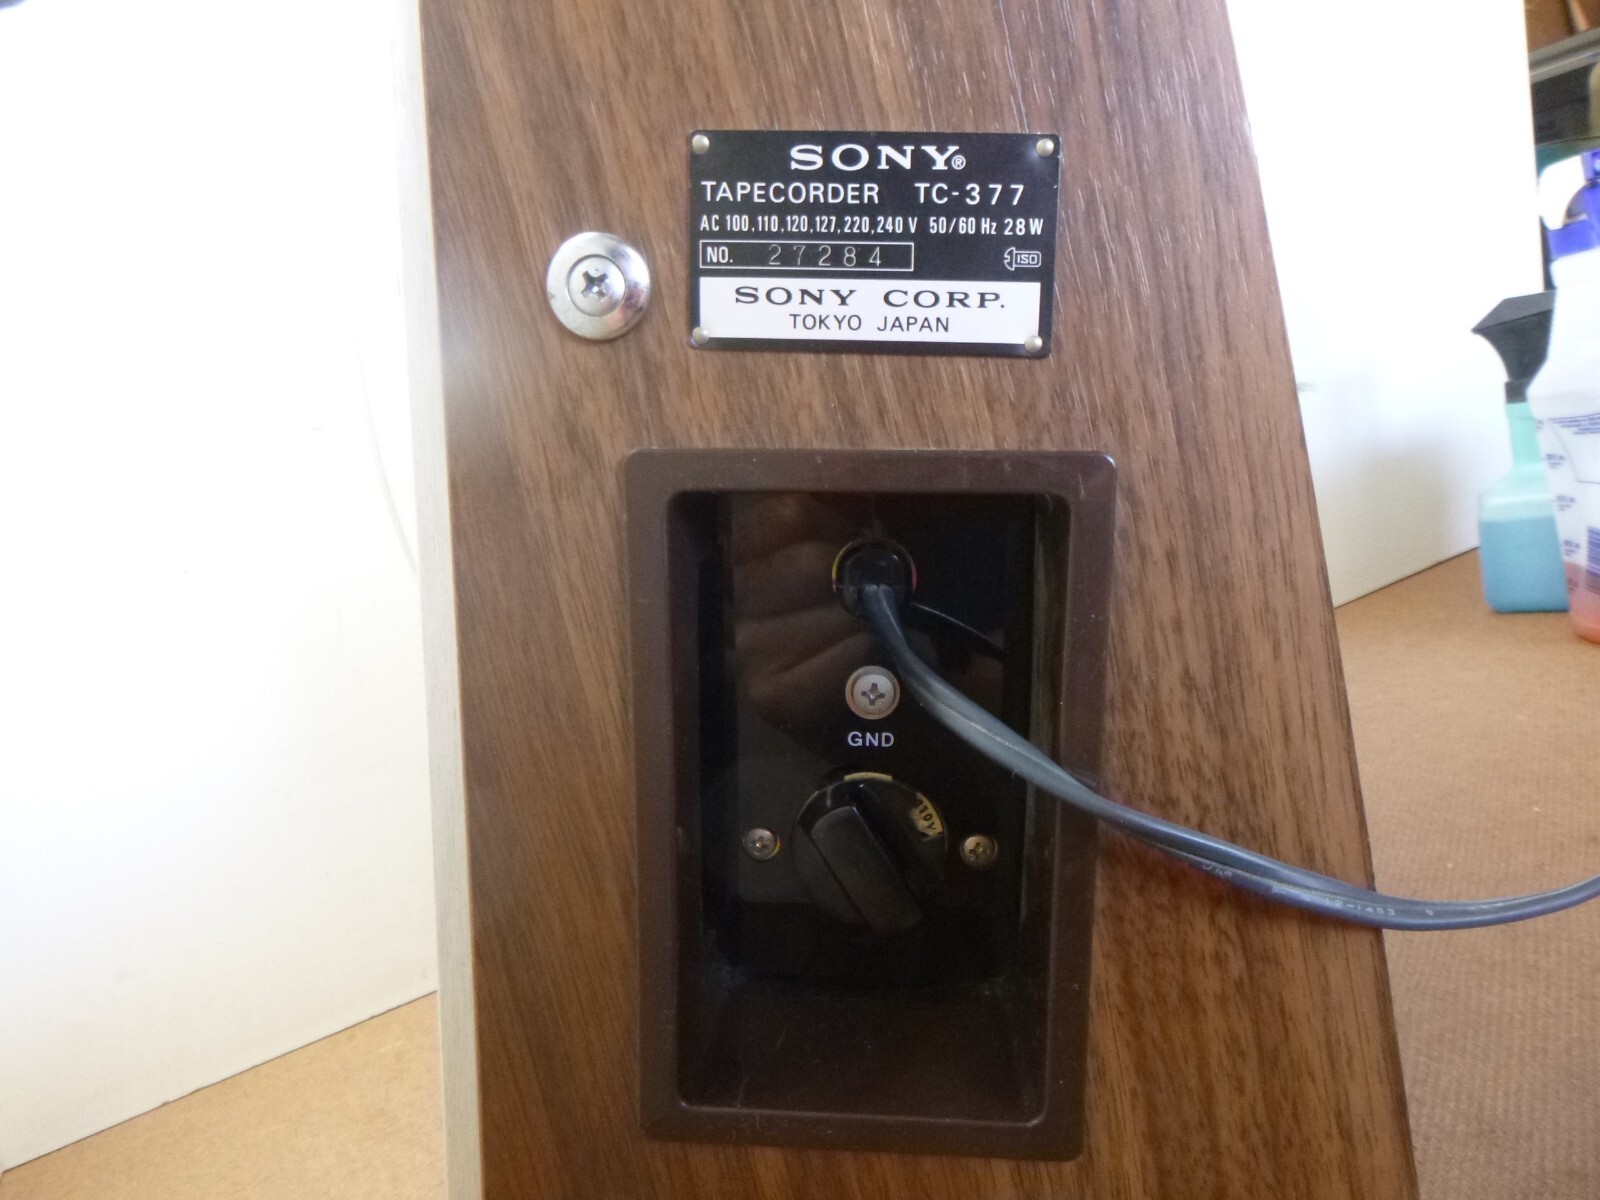 SONY®
TAPECORDER TC-377
AC 100,110,120,127,220,240 V 50/60 Hz 28 W
NO. 27284
ISO
SONY CORP.
TOKYO JAPAN
GND